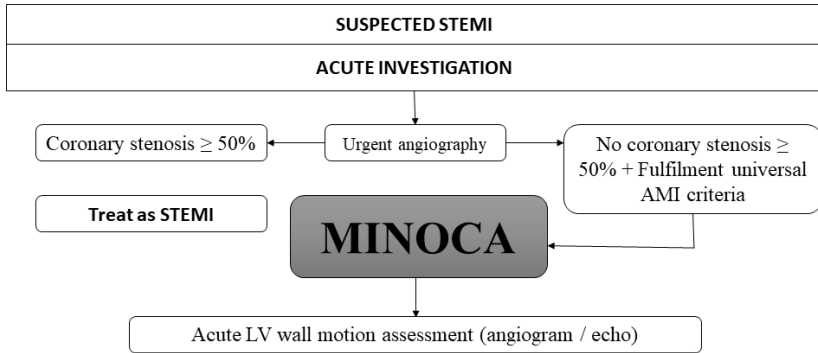 SUSPECTED STEMI
ACUTE INVESTIGATION
Coronary stenosis ≥ 50%
Urgent angiography
No coronary stenosis ≥
50% + Fulfilment universal
AMI criteria
Treat as STEMI
MINOCA
Acute LV wall motion assessment (angiogram / echo)